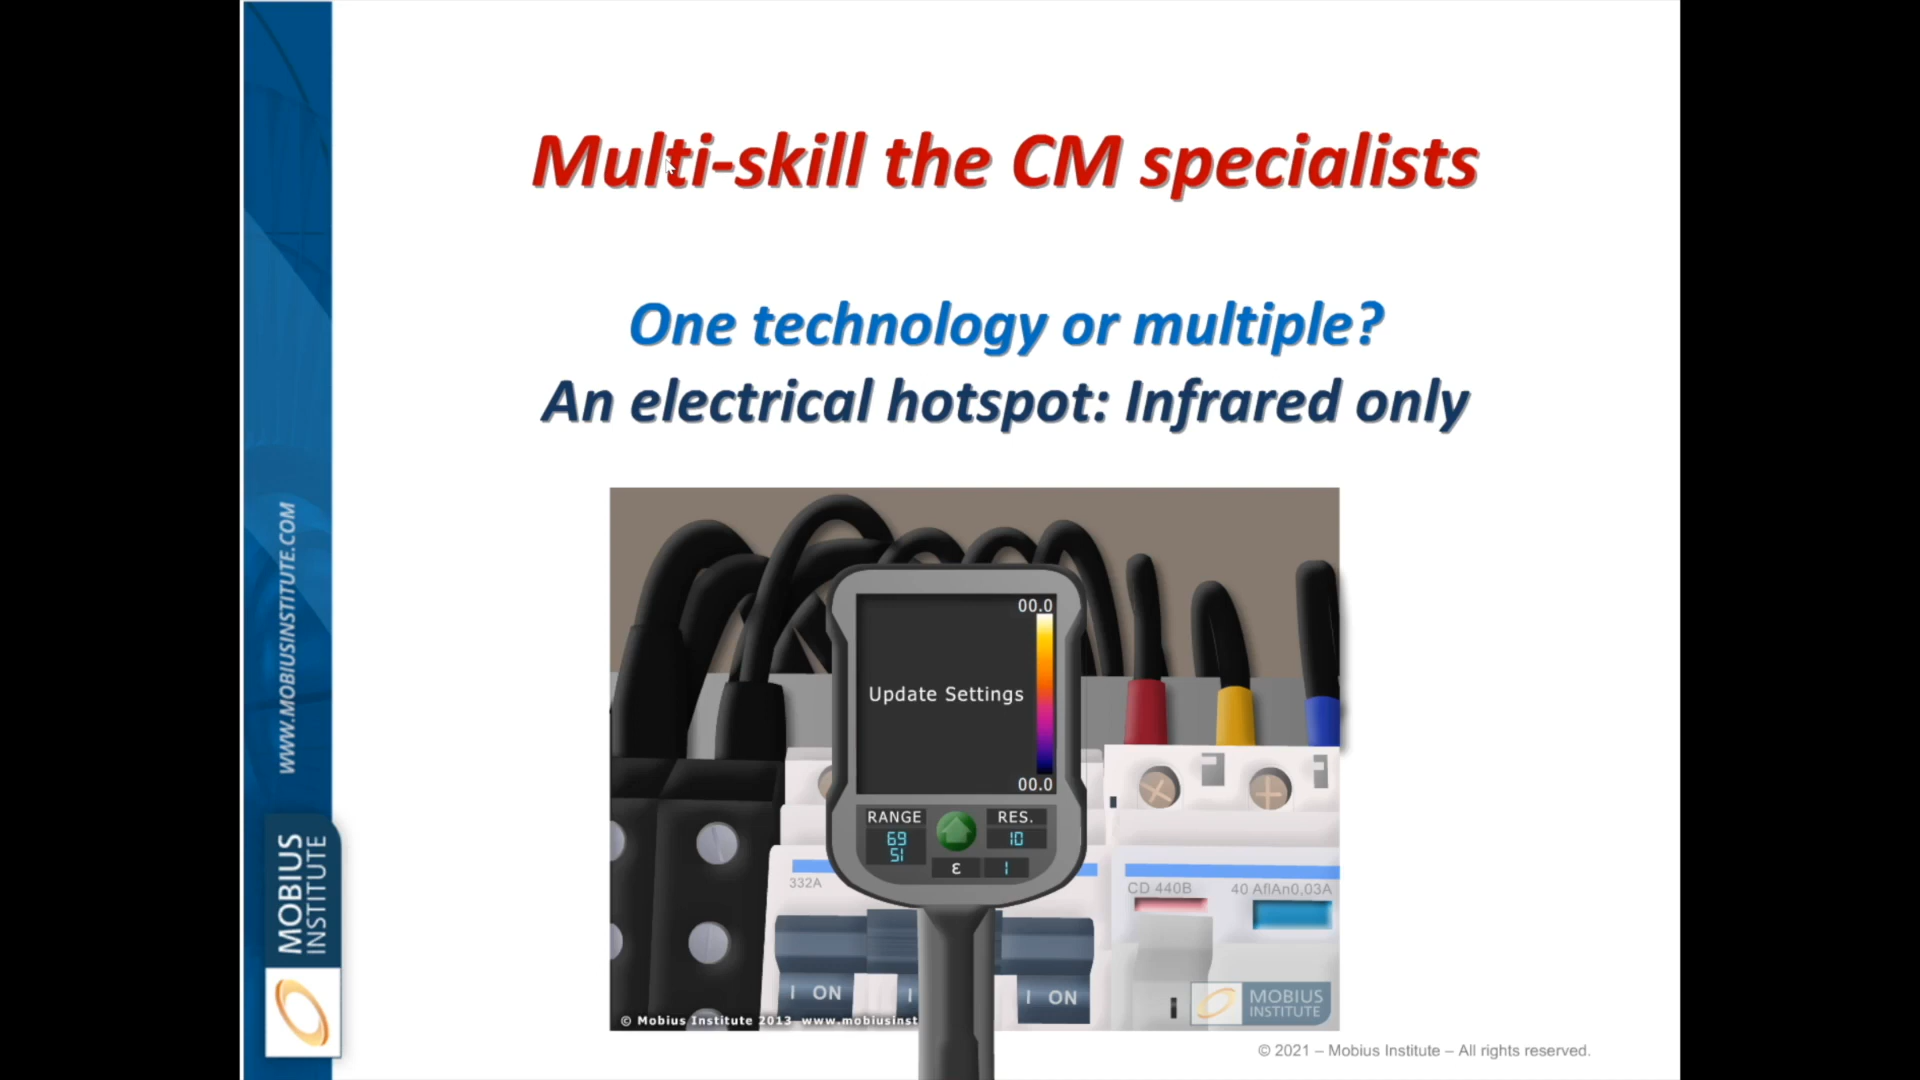 Multi-skill the CM specialists
One technology or multiple?
An electrical hotspot: Infrared only
WWW.MOBIUSINSTITUTE.COM
MOBIUS
INSTITUTE
00.0
Update Settings
00.0
RANGE
RES.
69
10
51
ε
1
332A
CD 440B
40 AflAn0,03A
I ON
I
I ON
I
MOBIUS
INSTITUTE
© Mobius Institute 2013 www.mobiusinst
© 2021 – Mobius Institute – All rights reserved.